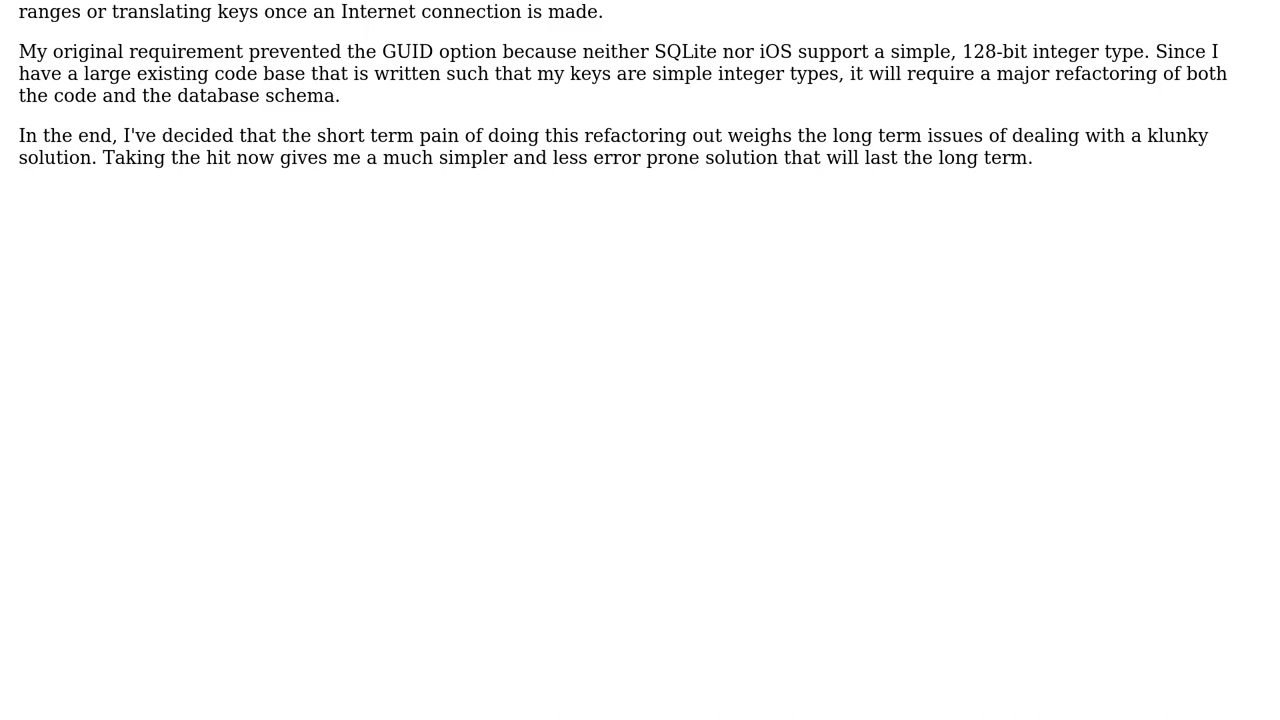 ranges or translating keys once an Internet connection is made.
My original requirement prevented the GUID option because neither SQLite nor iOS support a simple, 128-bit integer type. Since I
have a large existing code base that is written such that my keys are simple integer types, it will require a major refactoring of both
the code and the database schema.
In the end, I've decided that the short term pain of doing this refactoring out weighs the long term issues of dealing with a klunky
solution. Taking the hit now gives me a much simpler and less error prone solution that will last the long term.